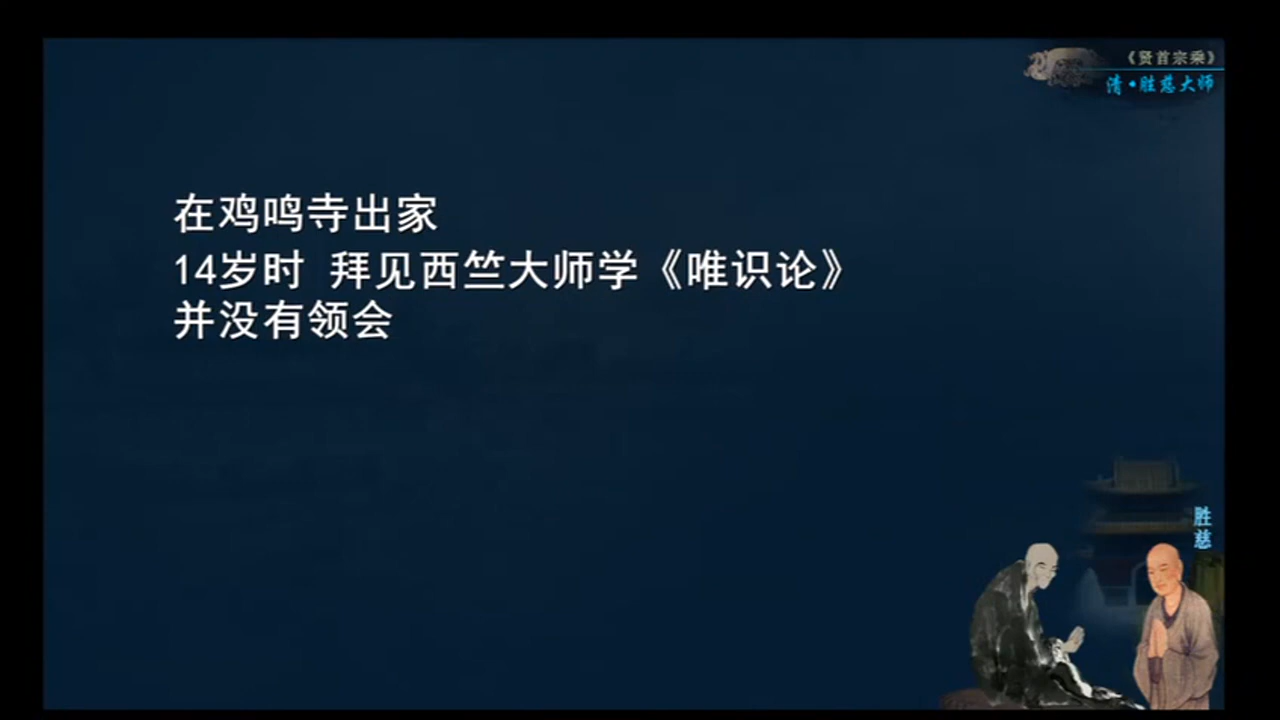 《贤首宗乘》
清·胜慈大师
在鸡鸣寺出家
14岁时 拜见西竺大师学《唯识论》
并没有领会
胜慈